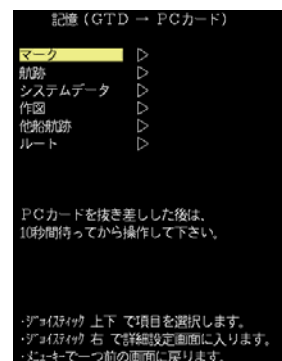 記憶(GTD → PCカード)
マーク ▷
航跡 ▷
システムデータ ▷
作図 ▷
他船航跡 ▷
ルート ▷
PCカードを抜き差しした後は、
10秒間待ってから操作して下さい。
・ｼﾞｮｲｽﾃｨｯｸ 上下 で項目を選択します。
・ｼﾞｮｲｽﾃｨｯｸ 右 で詳細設定画面に入ります。
・ﾒﾆｭｰｷｰで一つ前の画面に戻ります。